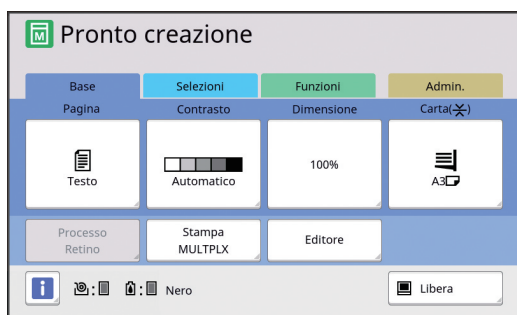 Pronto creazione
Base Selezioni Funzioni Admin.
Pagina Contrasto Dimensione Carta( )
Testo Automatico 100% A3
Processo Retino Stampa MULTPLX Editore
i : : Nero Libera